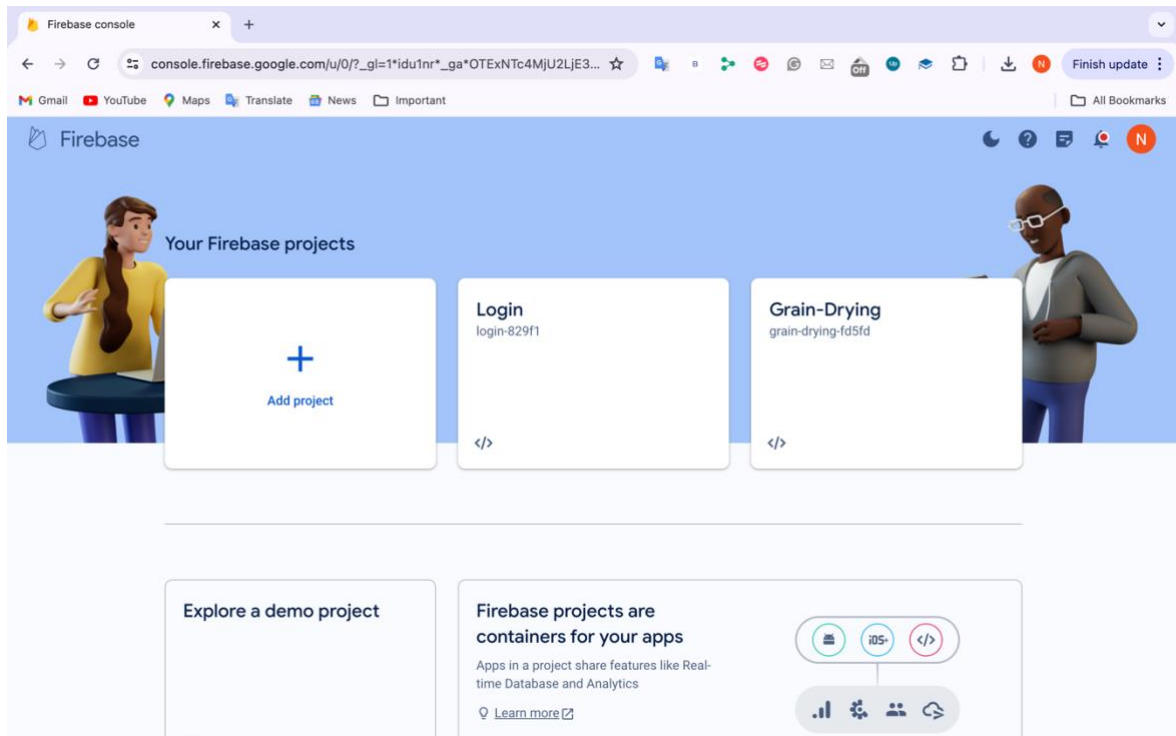 Firebase console
console.firebase.google.com/u/0/?_gl=1*idu1nr*_ga*OTExNTc4MjU2LjE3...
Off
N
Finish update
Gmail
YouTube
Maps
Translate
News
Important
All Bookmarks
Firebase
N
Your Firebase projects
Add project
Login
login-829f1
</>
Grain-Drying
grain-drying-fd5fd
</>
Explore a demo project
Firebase projects are
containers for your apps
Apps in a project share features like Real-
time Database and Analytics
Learn more
iOS+
</>